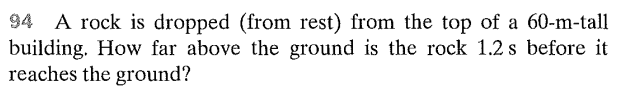 94 A rock is dropped (from rest) from the top of a 60-m-tall
building. How far above the ground is the rock 1.2 s before it
reaches the ground?